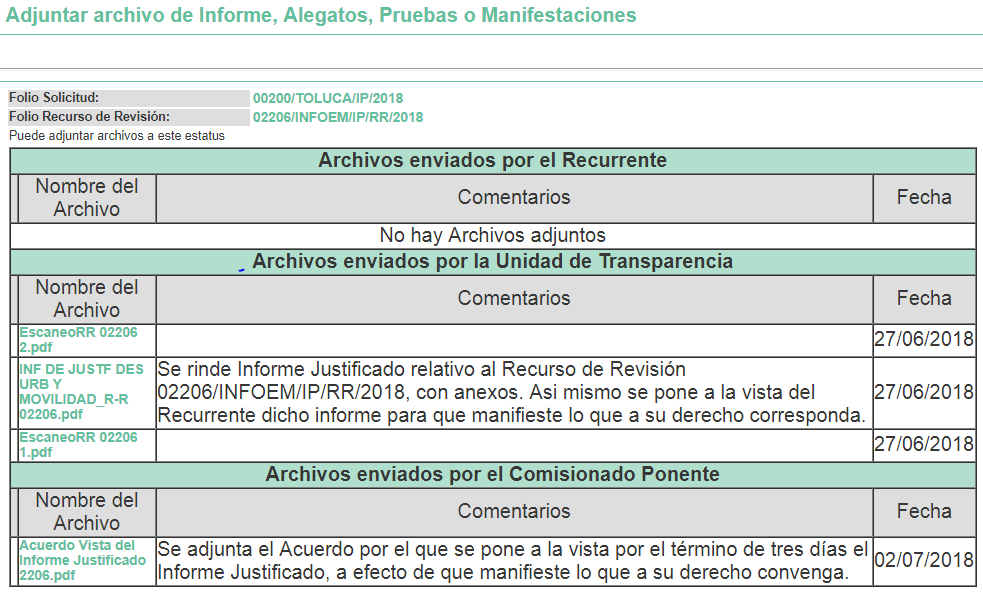 Adjuntar archivo de Informe, Alegatos, Pruebas o Manifestaciones
Folio Solicitud: 00200/TOLUCA/IP/2018
Folio Recurso de Revisión: 02206/INFOEM/IP/RR/2018
Puede adjuntar archivos a este estatus
Archivos enviados por el Recurrente
Nombre del
Archivo
Comentarios
Fecha
No hay Archivos adjuntos
Archivos enviados por la Unidad de Transparencia
Nombre del
Archivo
Comentarios
Fecha
EscaneoRR 02206
2.pdf
27/06/2018
INF DE JUSTF DES
URB Y
MOVILIDAD_R-R
02206.pdf
Se rinde Informe Justificado relativo al Recurso de Revisión
02206/INFOEM/IP/RR/2018, con anexos. Asi mismo se pone a la vista del
Recurrente dicho informe para que manifieste lo que a su derecho corresponda.
27/06/2018
EscaneoRR 02206
1.pdf
27/06/2018
Archivos enviados por el Comisionado Ponente
Nombre del
Archivo
Comentarios
Fecha
Acuerdo Vista del
Informe Justificado
2206.pdf
Se adjunta el Acuerdo por el que se pone a la vista por el término de tres días el
Informe Justificado, a efecto de que manifieste lo que a su derecho convenga.
02/07/2018